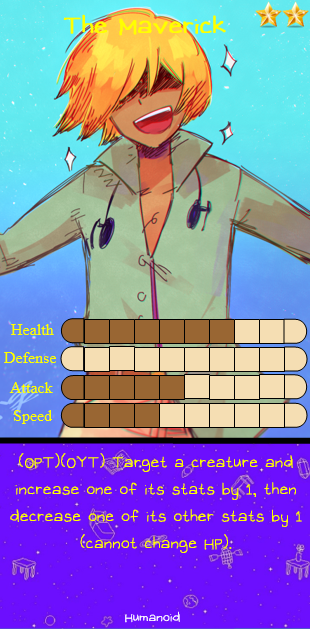 The Maverick
Health
Defense
Attack
Speed
(OPT)(OYT) Target a creature and
increase one of its stats by 1, then
decrease one of its other stats by 1
(cannot change HP).
Humanoid